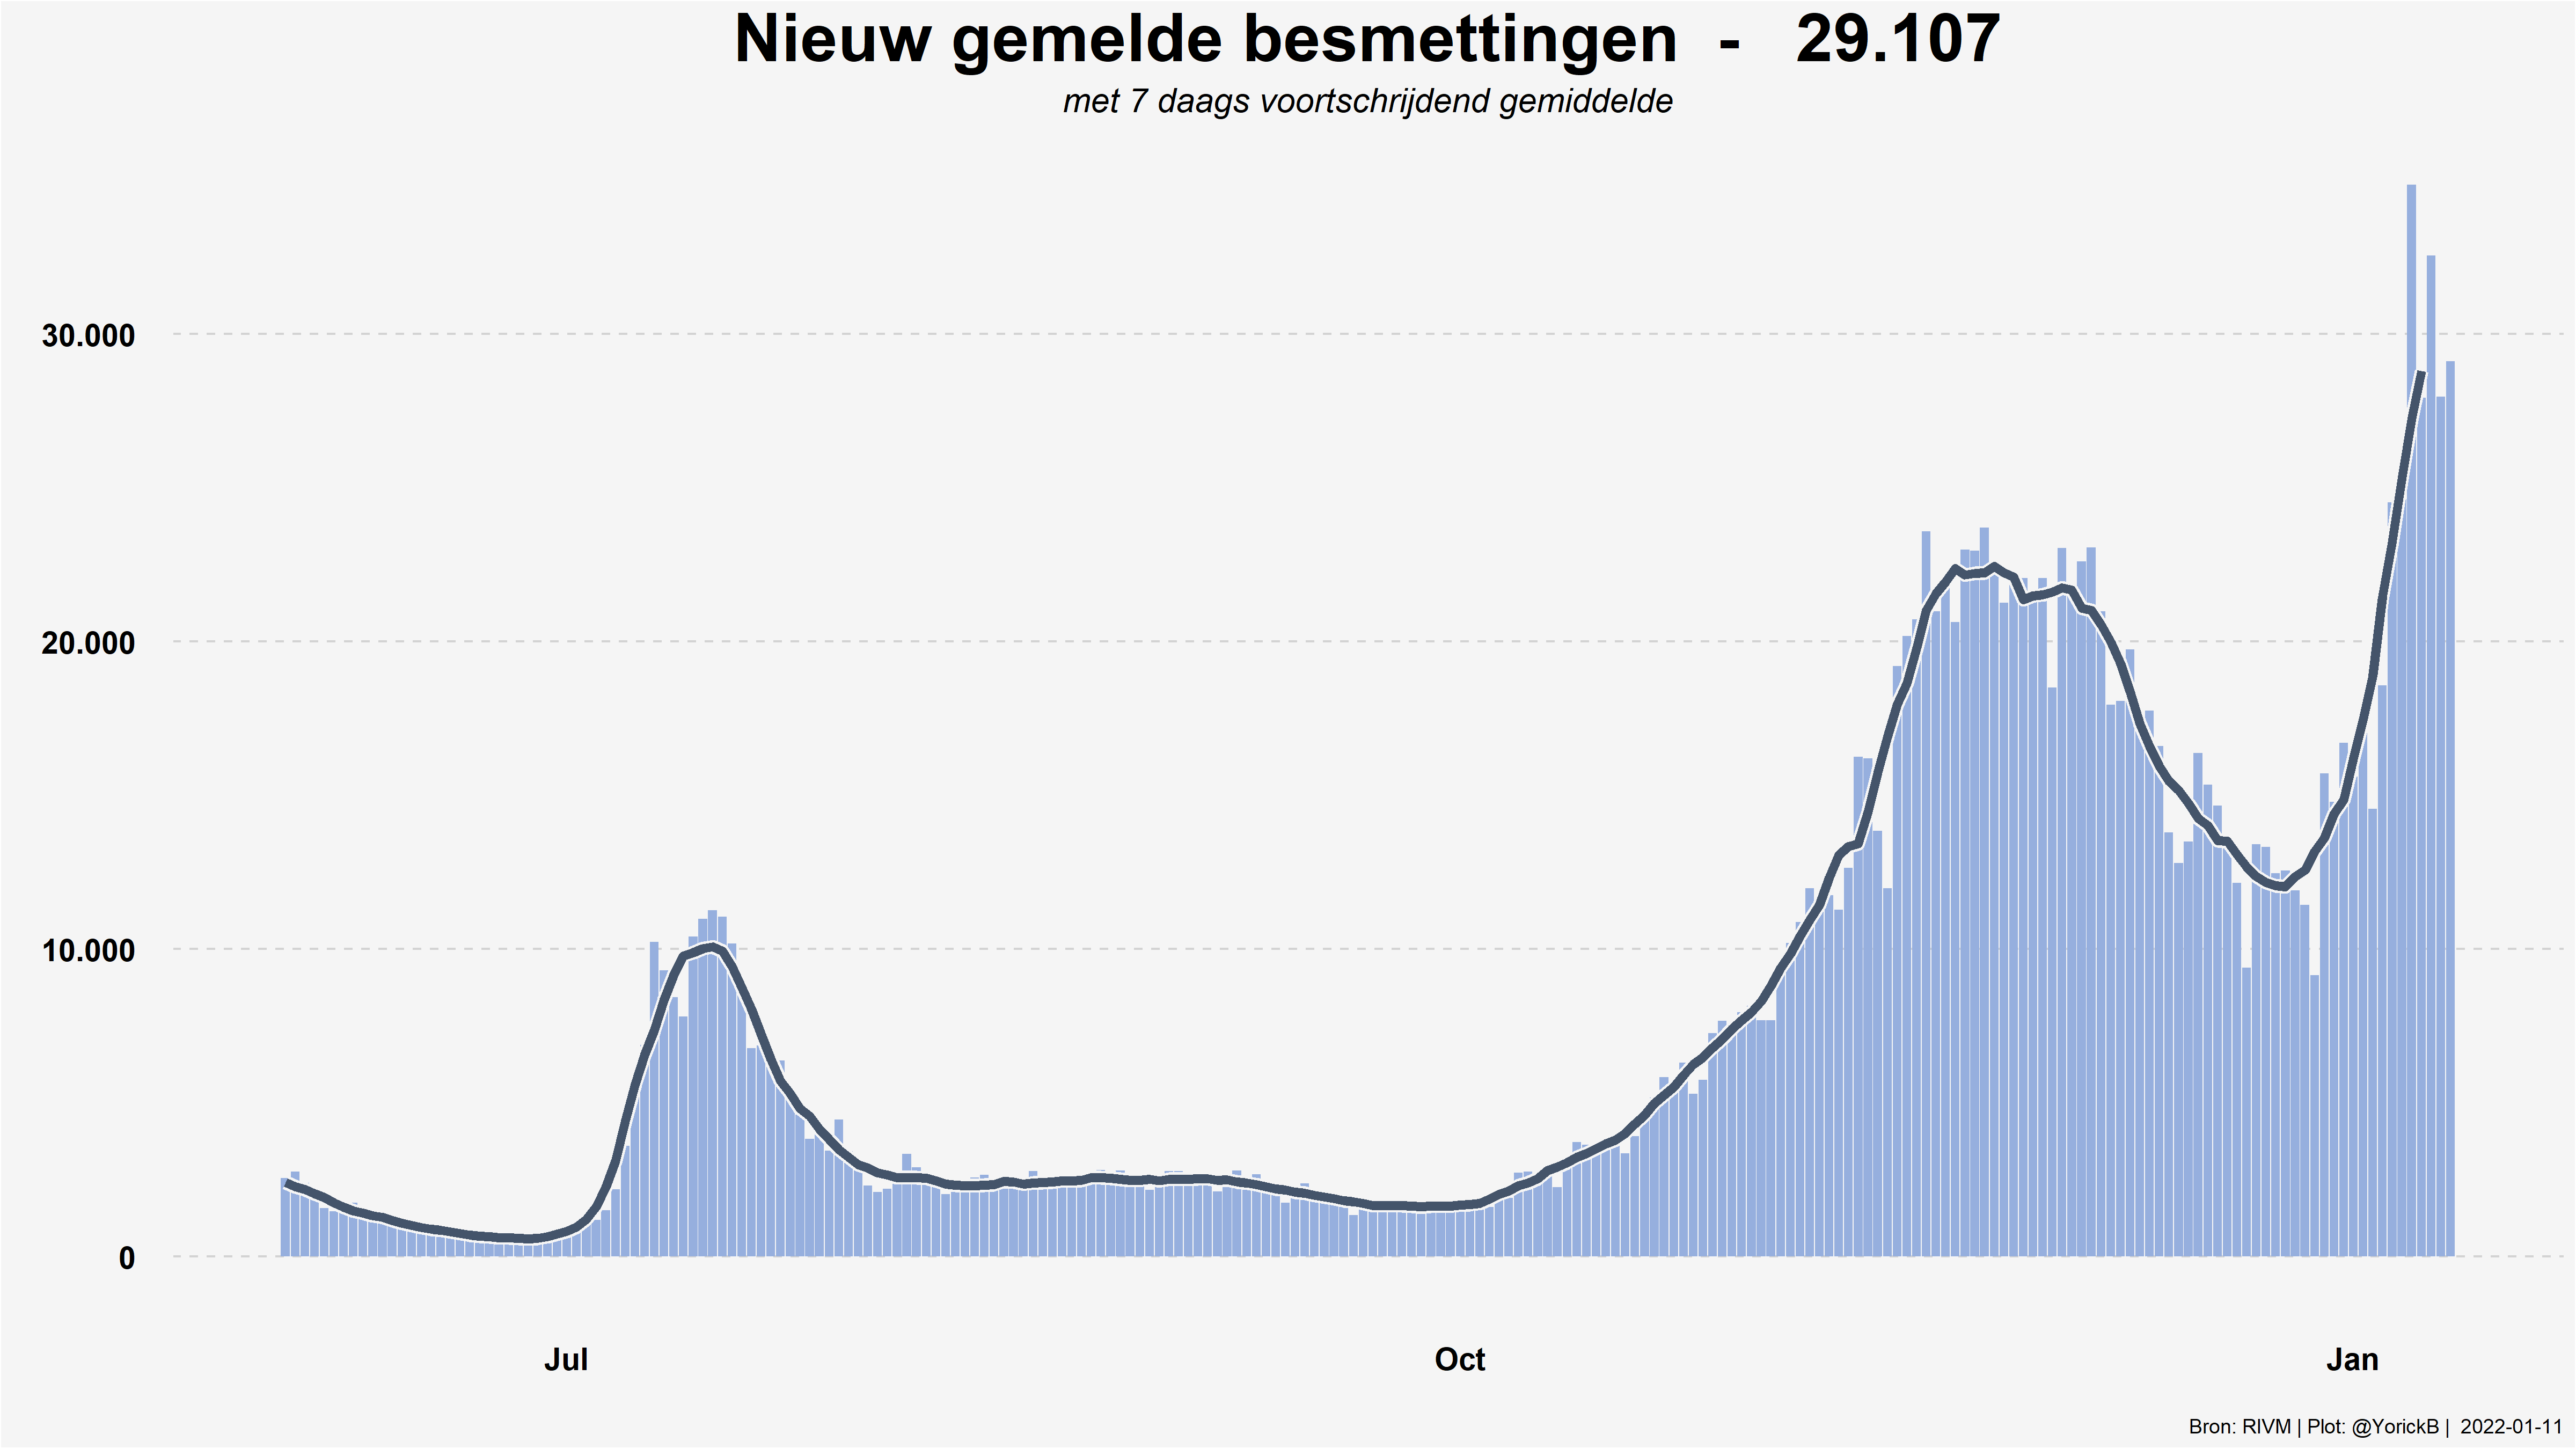 Nieuw gemelde besmettingen - 29.107
met 7 daags voortschrijdend gemiddelde
30.000
20.000
10.000
0
Jul Oct Jan
Bron: RIVM | Plot: @YorickB | 2022-01-11